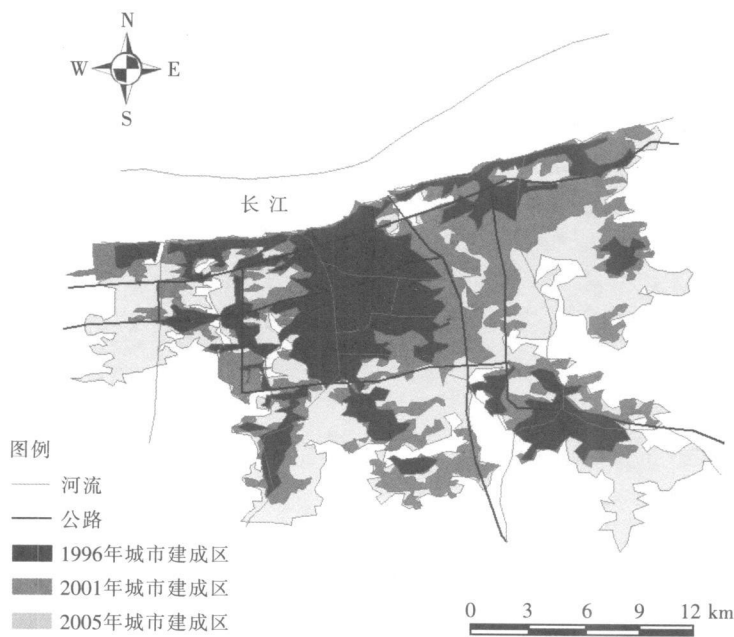 N
W E
S
长江
图例
河流
公路
1996年城市建成区
2001年城市建成区
2005年城市建成区
0 3 6 9 12 km